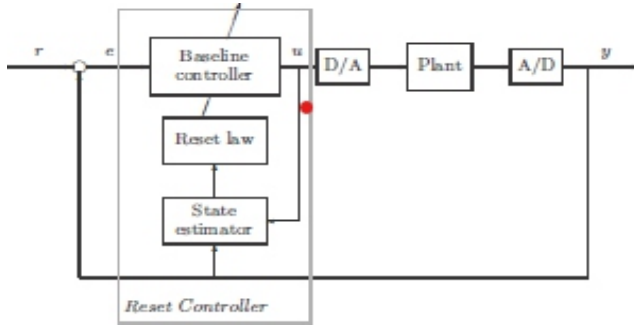 r
e
Baseline
controller
u
D/A
Plant
A/D
y
Reset law
State
estimator
Reset Controller